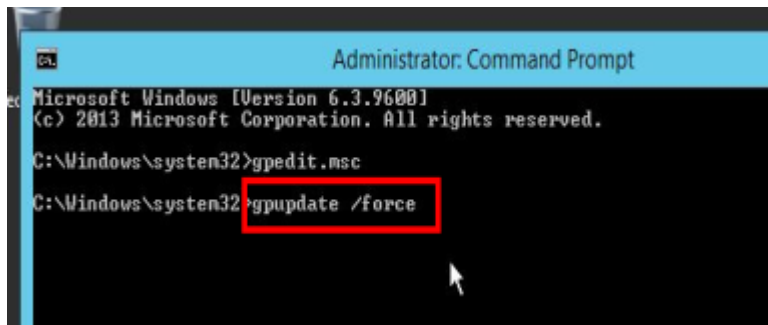 Administrator: Command Prompt
Microsoft Windows [Version 6.3.9600]
(c) 2013 Microsoft Corporation. All rights reserved.
C:\Windows\system32>gpedit.msc
C:\Windows\system32>gpupdate /force